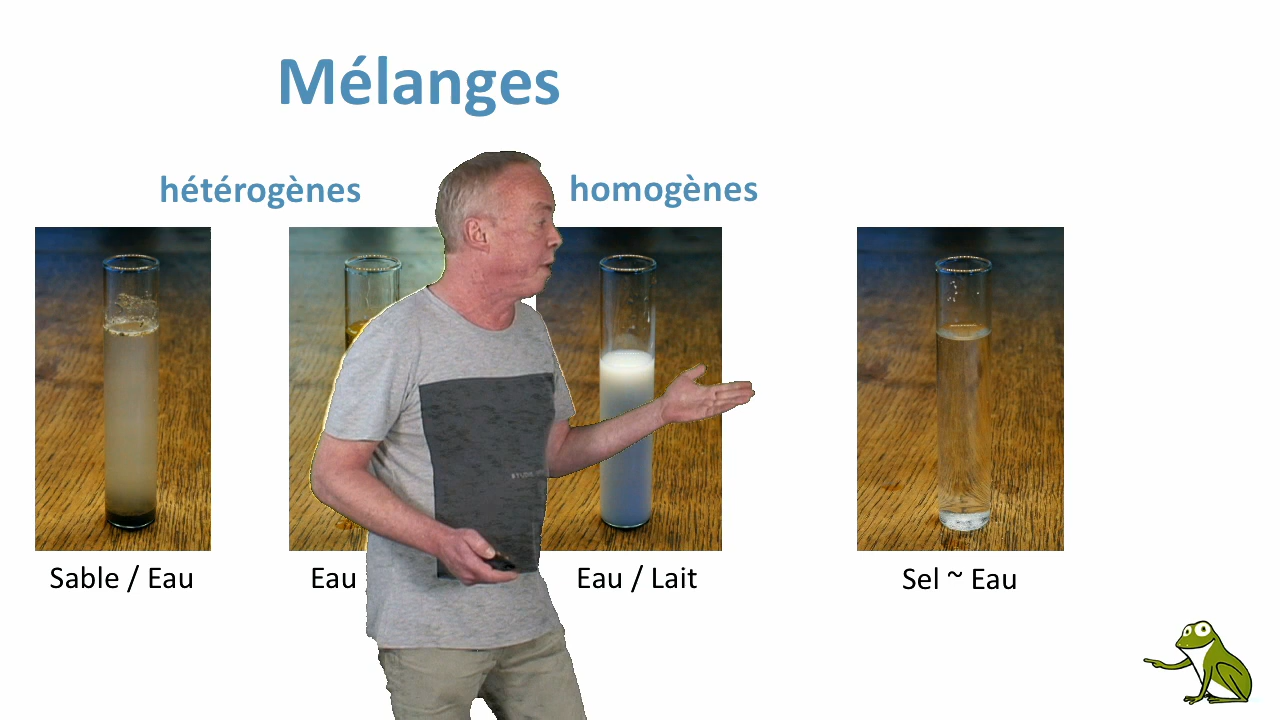 Mélanges
hétérogènes
homogènes
Sable / Eau
Eau
Eau / Lait
Sel ~ Eau